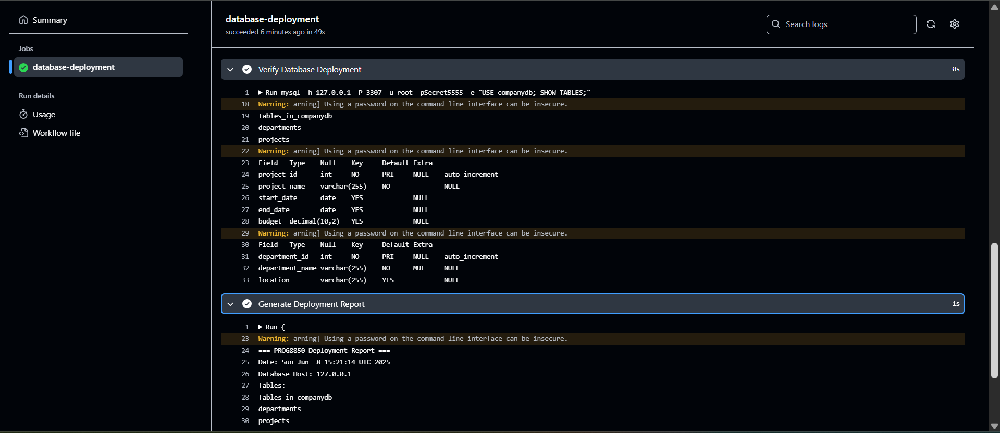 Summary
Jobs
database-deployment
Run details
Usage
Workflow file
database-deployment
succeeded 6 minutes ago in 49s
Search logs
Verify Database Deployment 0s
1 Run mysql -h 127.0.0.1 -P 3307 -u root -pSecret5555 -e "USE companydb; SHOW TABLES;"
18 Warning: arning] Using a password on the command line interface can be insecure.
19 Tables_in_companydb
20 departments
21 projects
22 Warning: arning] Using a password on the command line interface can be insecure.
23 Field Type Null Key Default Extra
24 project_id int NO PRI NULL auto_increment
25 project_name varchar(255) NO NULL
26 start_date date YES NULL
27 end_date date YES NULL
28 budget decimal(10,2) YES NULL
29 Warning: arning] Using a password on the command line interface can be insecure.
30 Field Type Null Key Default Extra
31 department_id int NO PRI NULL auto_increment
32 department_name varchar(255) NO MUL NULL
33 location varchar(255) YES NULL
Generate Deployment Report 1s
1 Run {
23 Warning: arning] Using a password on the command line interface can be insecure.
24 === PROG8850 Deployment Report ===
25 Date: Sun Jun 8 15:21:14 UTC 2025
26 Database Host: 127.0.0.1
27 Tables:
28 Tables_in_companydb
29 departments
30 projects